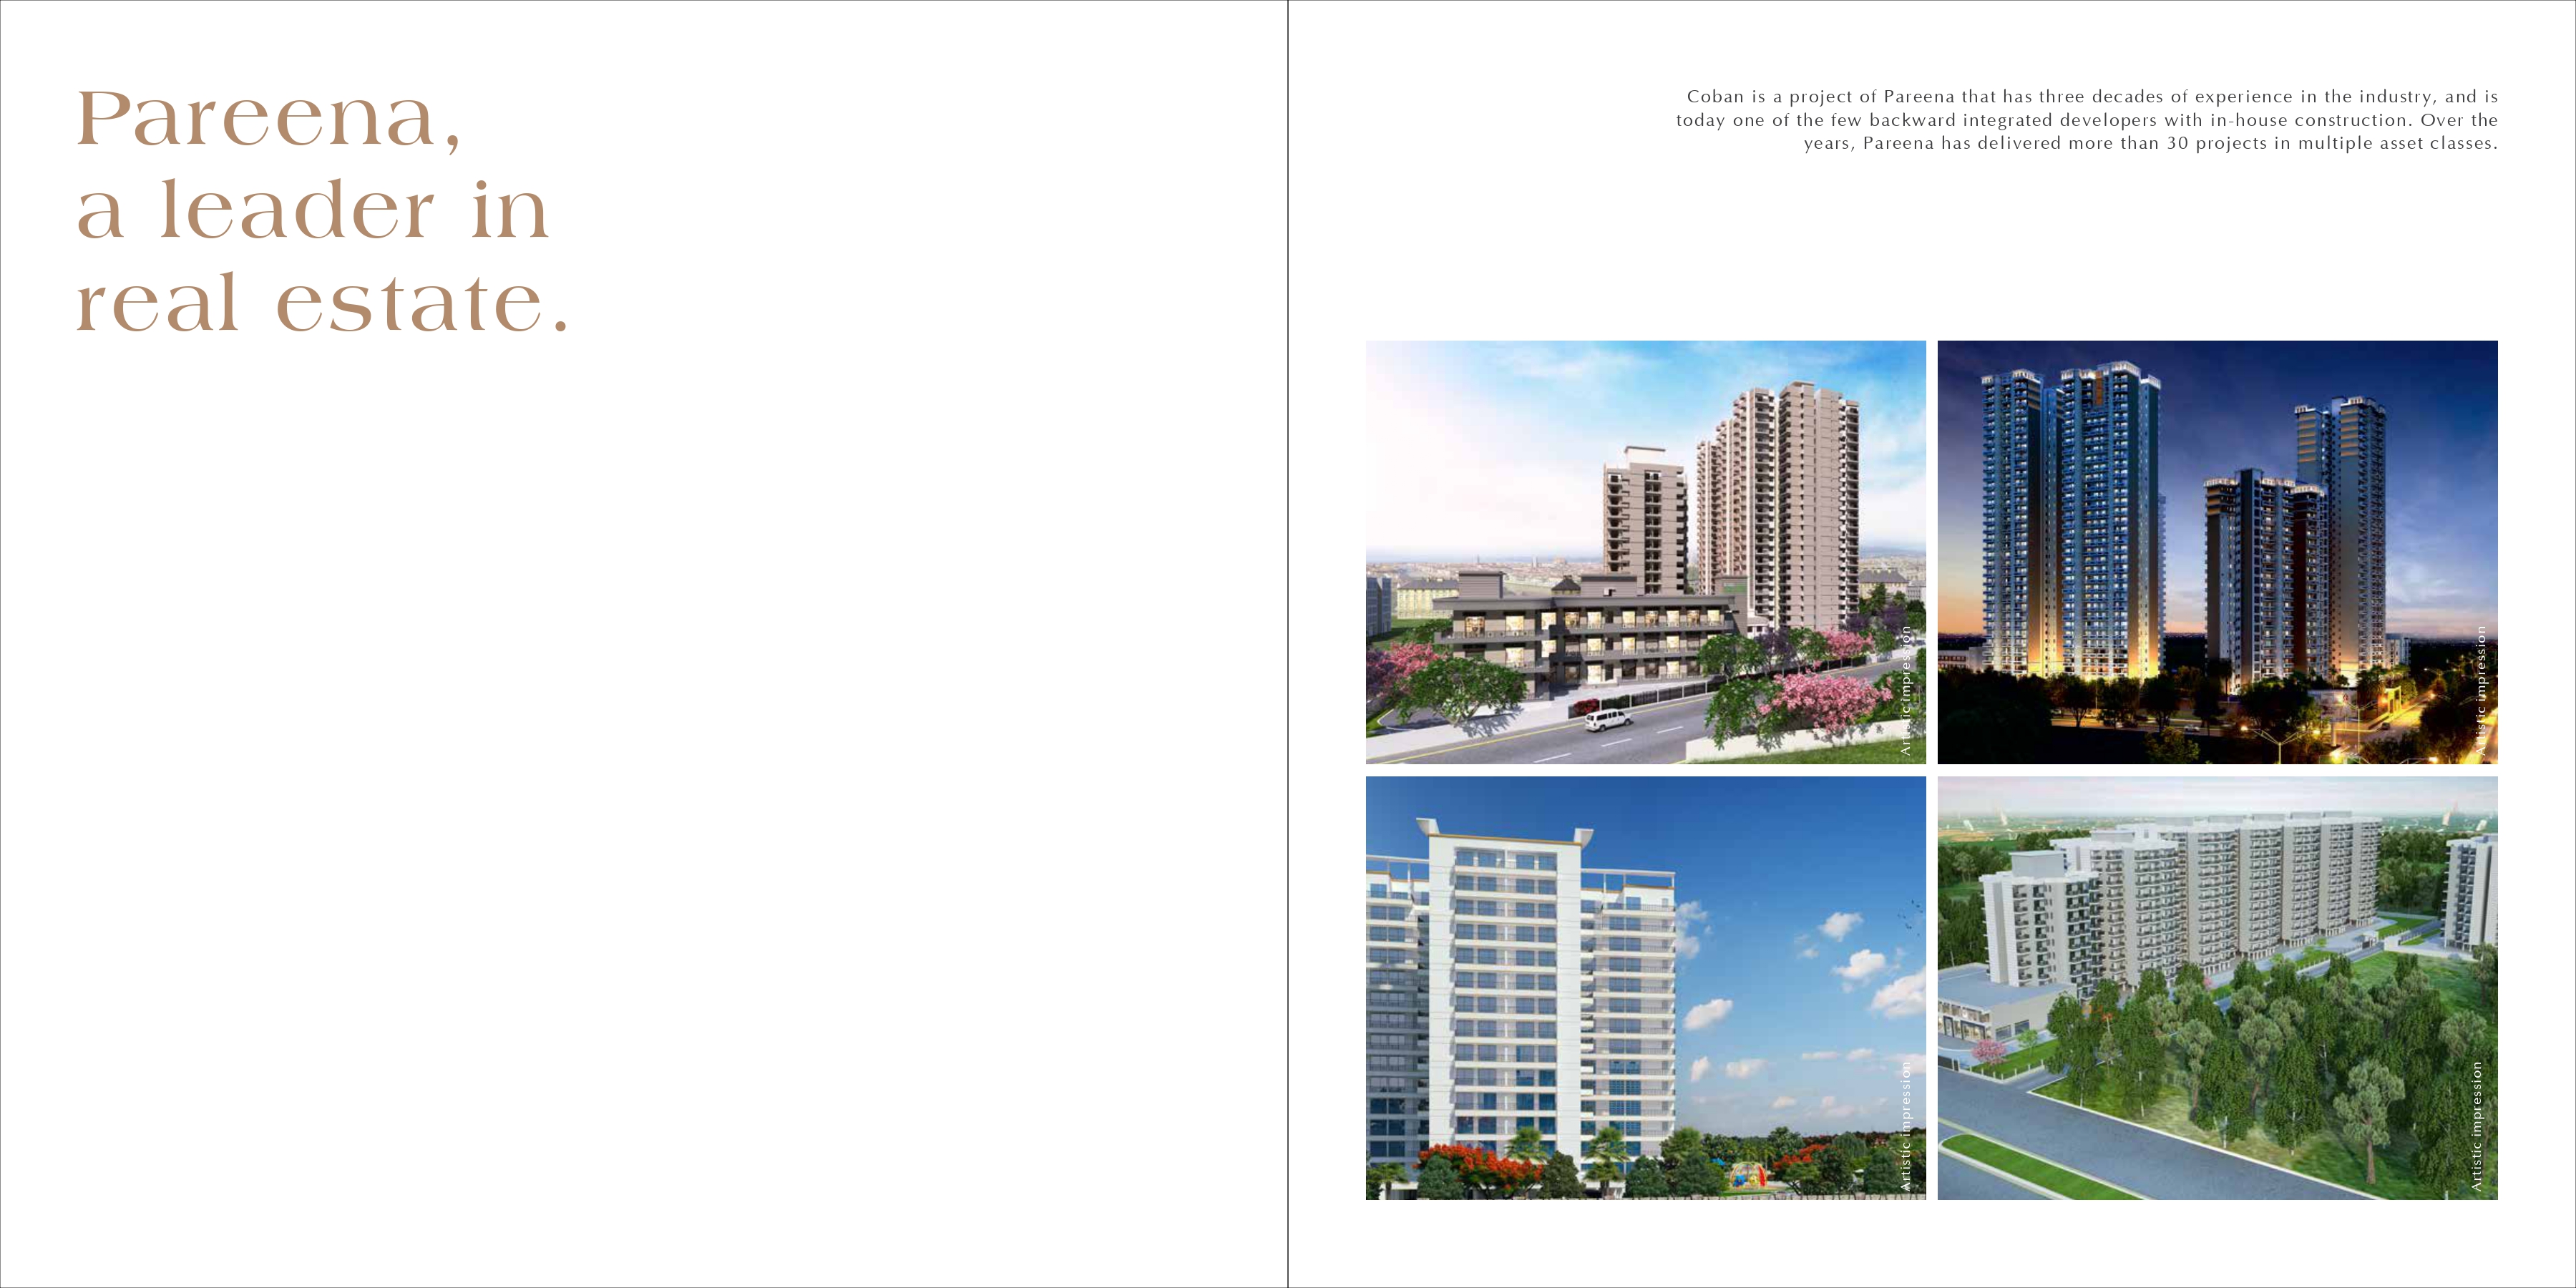 Pareena,
a leader in
real estate.
Coban is a project of Pareena that has three decades of experience in the industry, and is
today one of the few backward integrated developers with in-house construction. Over the
years, Pareena has delivered more than 30 projects in multiple asset classes.
Artistic impression
Artistic impression
Artistic impression
Artistic impression